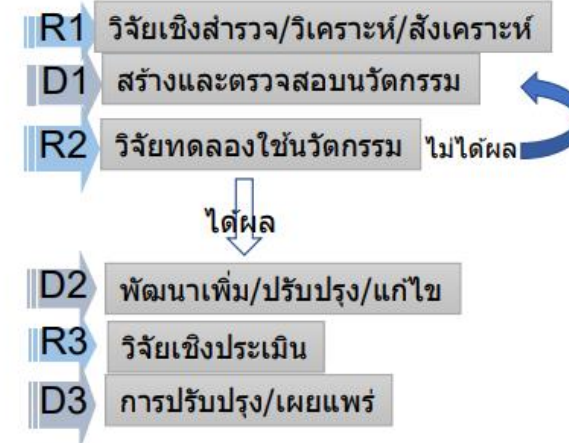 R1 วิจัยเชิงสำรวจ/วิเคราะห์/สังเคราะห์
D1 สร้างและตรวจสอบนวัตกรรม
R2 วิจัยทดลองใช้นวัตกรรม ไม่ได้ผล
ได้ผล
D2 พัฒนาเพิ่ม/ปรับปรุง/แก้ไข
R3 วิจัยเชิงประเมิน
D3 การปรับปรุง/เผยแพร่